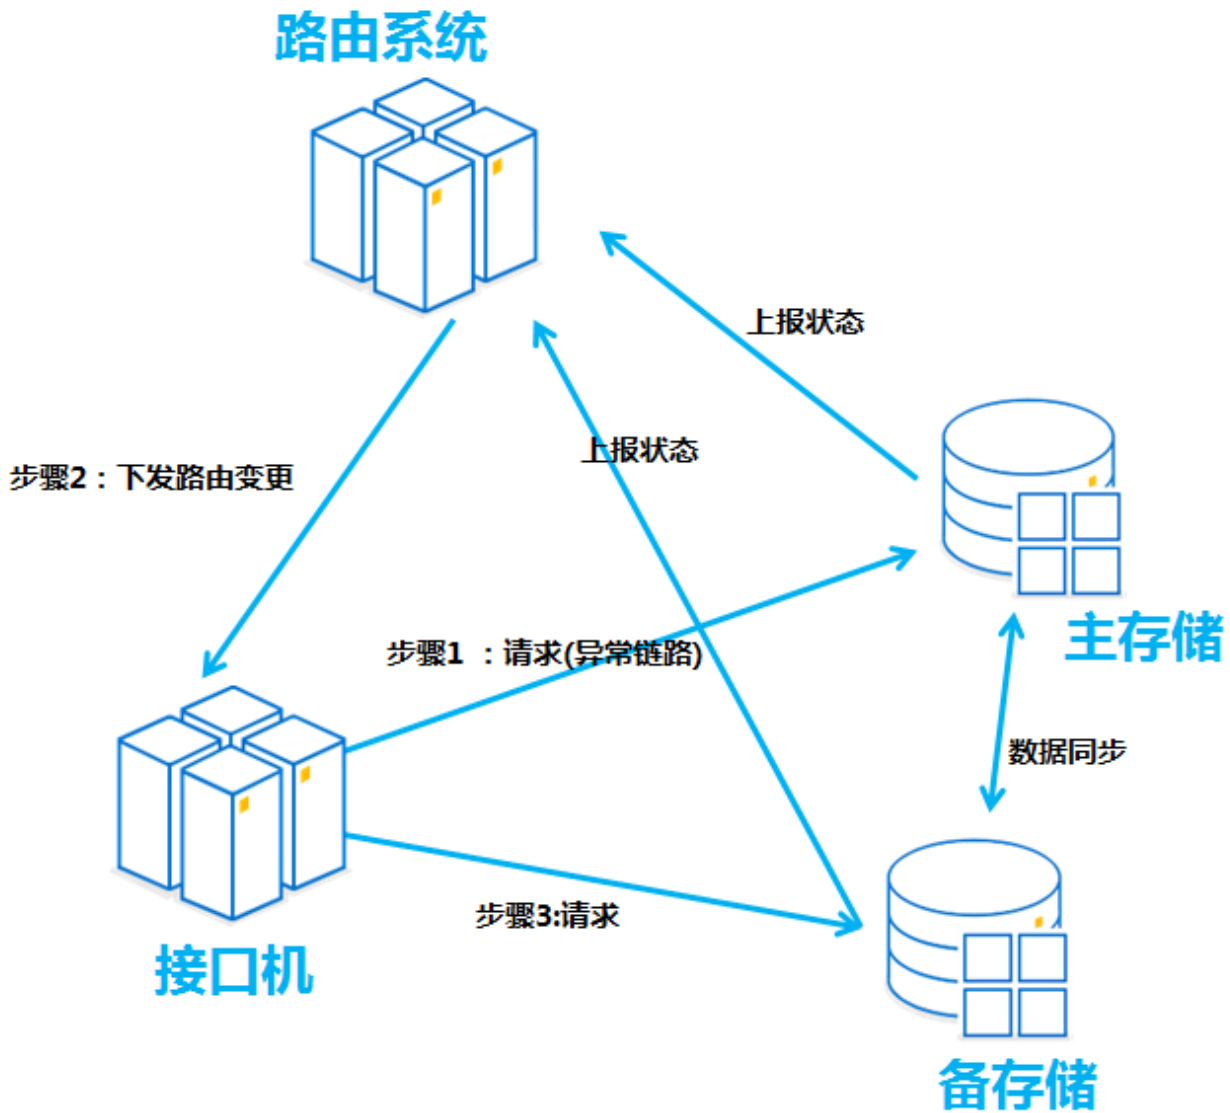 路由系统
上报状态
上报状态
步骤2：下发路由变更
主存储
步骤1 ：请求(异常链路)
数据同步
步骤3:请求
接口机
备存储